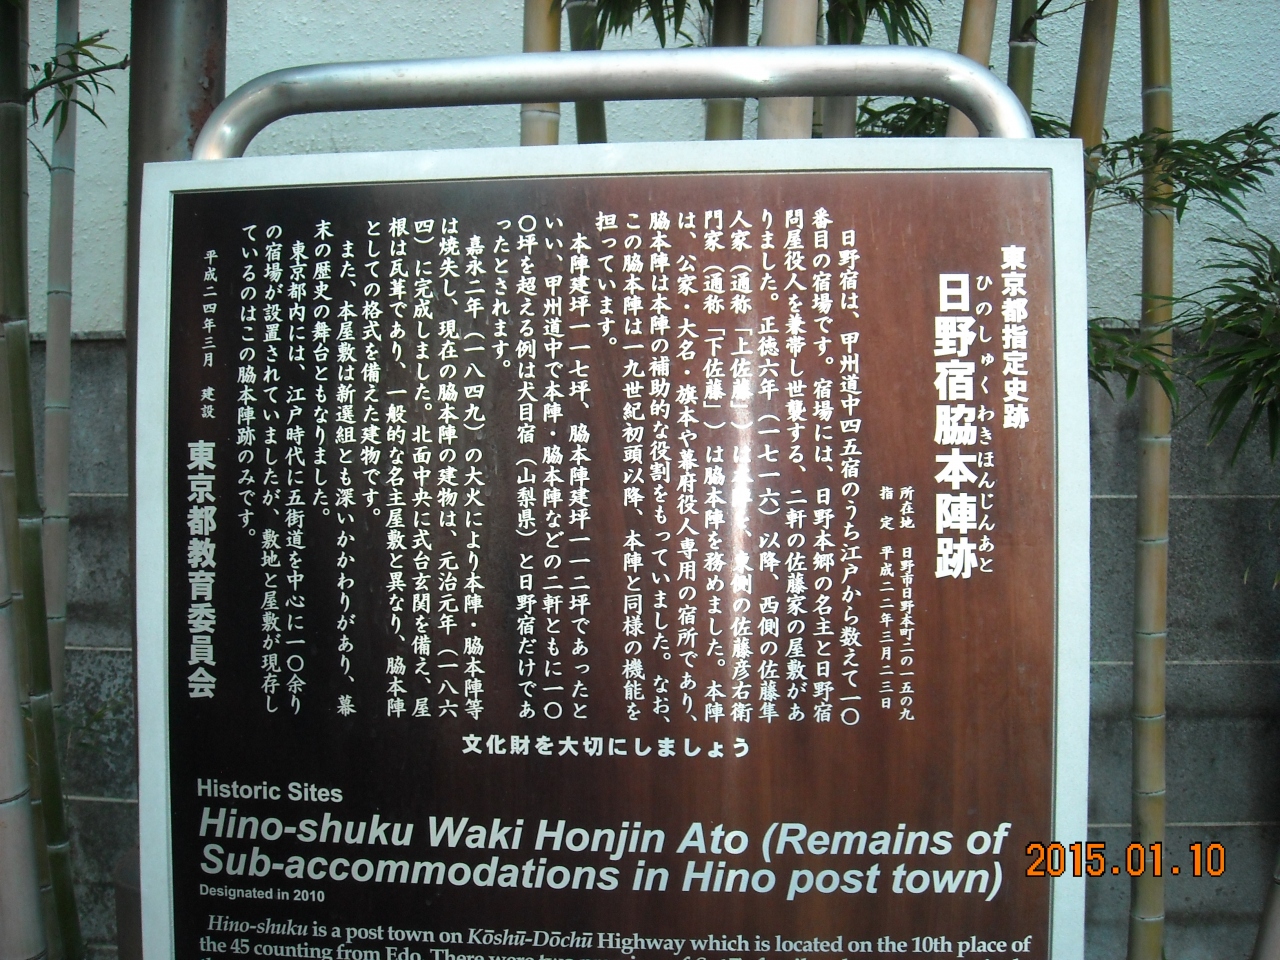 東京都指定史跡
ひのしゅくわきほんじんあと
日野宿脇本陣跡
所在地 日野市日野本町二の一五の九
指定 平成二二年三月二三日
日野宿は、甲州道中四五宿のうち江戸から数えて一〇
番目の宿場です。宿場には、日野本郷の名主と日野宿
問屋役人を兼帯し世襲する、二軒の佐藤家の屋敷があ
りました。正徳六年（一七一六）以降、西側の佐藤隼
人家（通称「上佐藤」）は本陣を、東側の佐藤彦右衛
門家（通称「下佐藤」）は脇本陣を務めました。本陣
は、公家・大名・旗本や幕府役人専用の宿所であり、
脇本陣は本陣の補助的な役割をもっていました。なお、
この脇本陣は一九世紀初頭以降、本陣と同様の機能を
担っています。
本陣建坪一一七坪、脇本陣建坪一一二坪であったと
いい、甲州道中で本陣・脇本陣などの二軒ともに一〇
〇坪を超える例は犬目宿（山梨県）と日野宿だけであ
ったとされます。
嘉永二年（一八四九）の大火により本陣・脇本陣等
は焼失し、現在の脇本陣の建物は、元治元年（一八六
四）に完成しました。北面中央に式台玄関を備え、屋
根は瓦葺であり、一般的な名主屋敷と異なり、脇本陣
としての格式を備えた建物です。
また、本屋敷は新選組とも深いかかわりがあり、幕
末の歴史の舞台ともなりました。
東京都内には、江戸時代に五街道を中心に一〇余り
の宿場が設置されていましたが、敷地と屋敷が現存し
ているのはこの脇本陣跡のみです。
平成二四年三月 建設
東京都教育委員会
文化財を大切にしましょう
Historic Sites
Hino-shuku Waki Honjin Ato (Remains of
Sub-accommodations in Hino post town)
Designated in 2010
Hino-shuku is a post town on Kōshū-Dōchū Highway which is located on the 10th place of
the 45 counting from Edo. There were two
2015.01.10